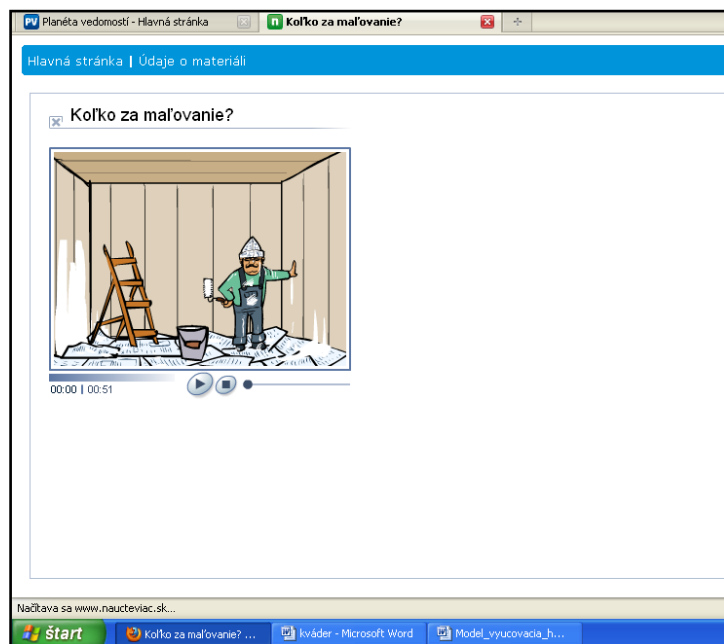 PV Planéta vedomostí - Hlavná stránka
n Koľko za maľovanie?
Hlavná stránka | Údaje o materiáli
Koľko za maľovanie?
00:00 | 00:51
Načítava sa www.naucteviac.sk...
štart
Koľko za maľovanie? ...
kváder - Microsoft Word
Model_vyucovacia_h...